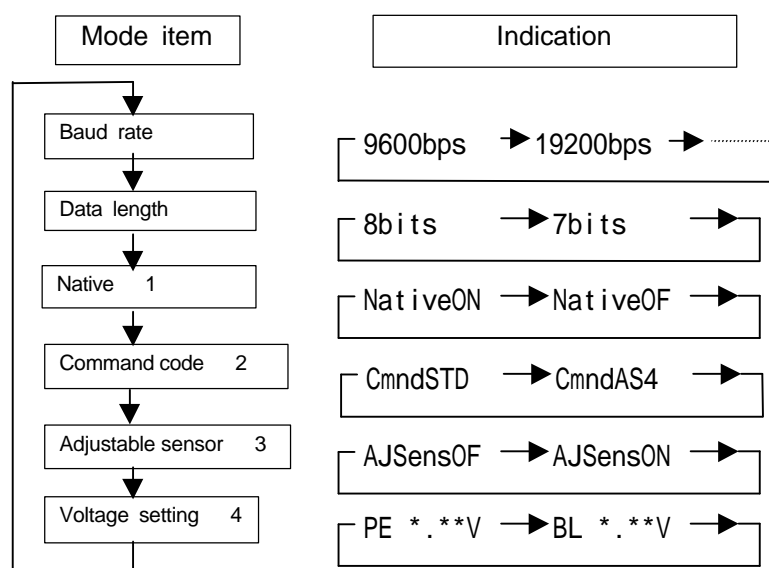 Mode item Indication
Baud rate 9600bps 19200bps
Data length 8bits 7bits
Native 1 NativeON NativeOF
Command code 2 CmndSTD CmndAS4
Adjustable sensor 3 AJSensOF AJSensON
Voltage setting 4 PE *.**V BL *.**V